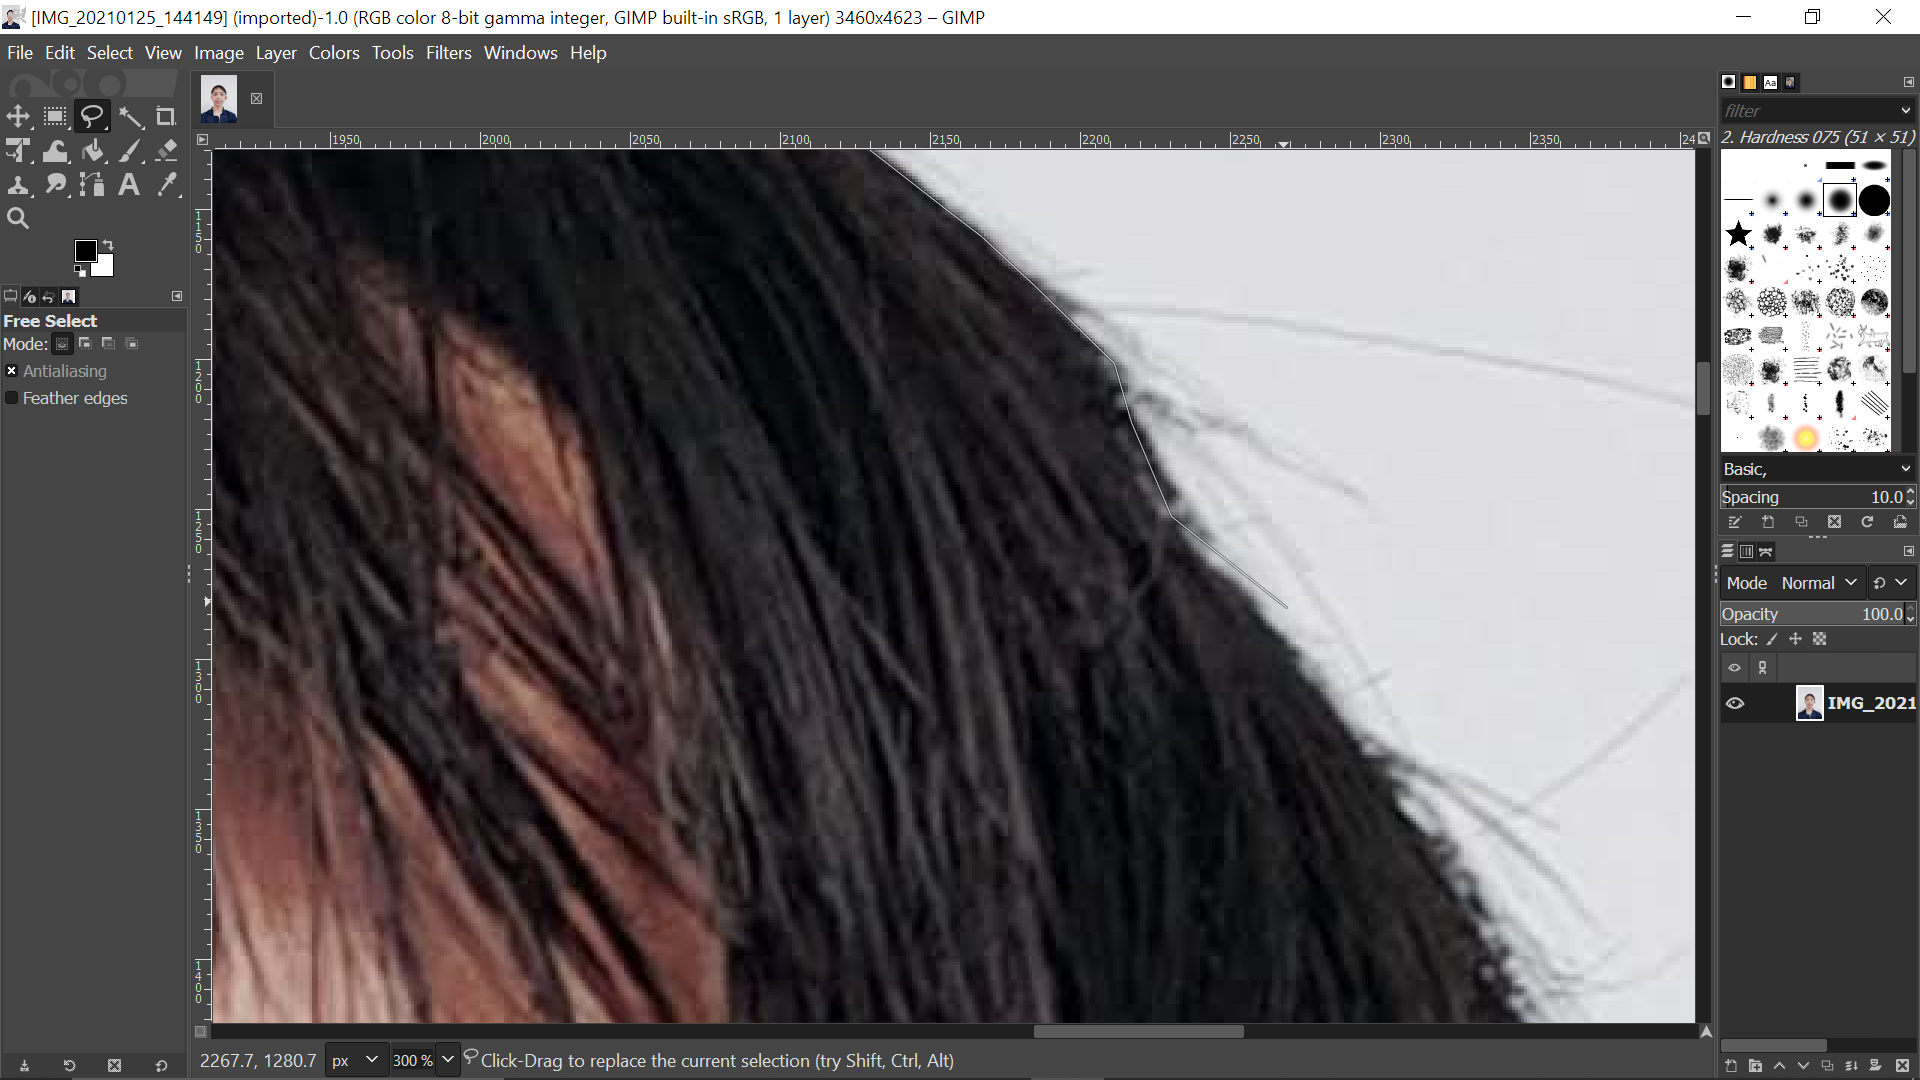 [IMG_20210125_144149] (imported)-1.0 (RGB color 8-bit gamma integer, GIMP built-in sRGB, 1 layer) 3460x4623 – GIMP
File Edit Select View Image Layer Colors Tools Filters Windows Help
1950 2000 2050 2100 2150 2200 2250 2300 2350 24
1150
1200
1250
1300
1350
1400
Free Select
Mode:
Antialiasing
Feather edges
2267.7, 1280.7 px 300 % Click-Drag to replace the current selection (try Shift, Ctrl, Alt)
Aa
filter
2. Hardness 075 (51 × 51)
Basic,
Spacing 10.0
Mode Normal
Opacity 100.0
Lock:
IMG_2021